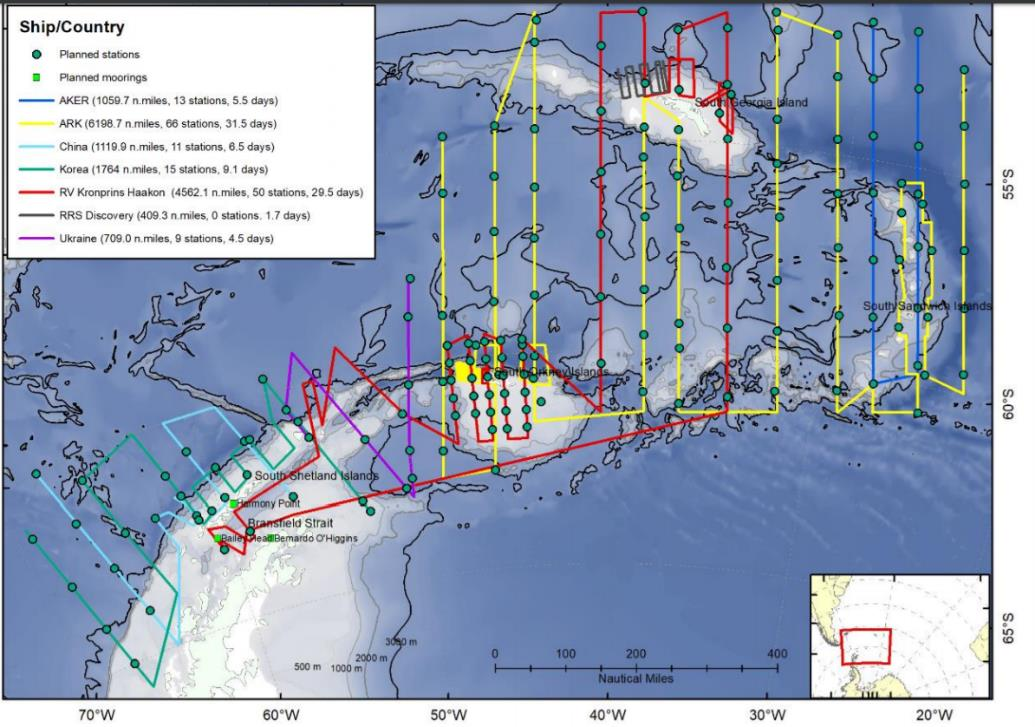 Ship/Country
Planned stations
Planned moorings
AKER (1059.7 n.miles, 13 stations, 5.5 days)
ARK (6198.7 n.miles, 66 stations, 31.5 days)
China (1119.9 n.miles, 11 stations, 6.5 days)
Korea (1764 n.miles, 15 stations, 9.1 days)
RV Kronprins Haakon (4562.1 n.miles, 50 stations, 29.5 days)
RRS Discovery (409.3 n.miles, 0 stations. 1.7 days)
Ukraine (709.0 n.miles, 9 stations, 4.5 days)
South Georgia Island
55°S
South Sandwich Islands
South Orkney Islands
60°S
South Shetland Islands
Harmony Point
Bransfield Strait
Bailey Head Bernardo O'Higgins
65°S
3000 m
2000 m
1000 m
500 m
0 100 200 400
Nautical Miles
70°W 60°W 50°W 40°W 30°W 20°W